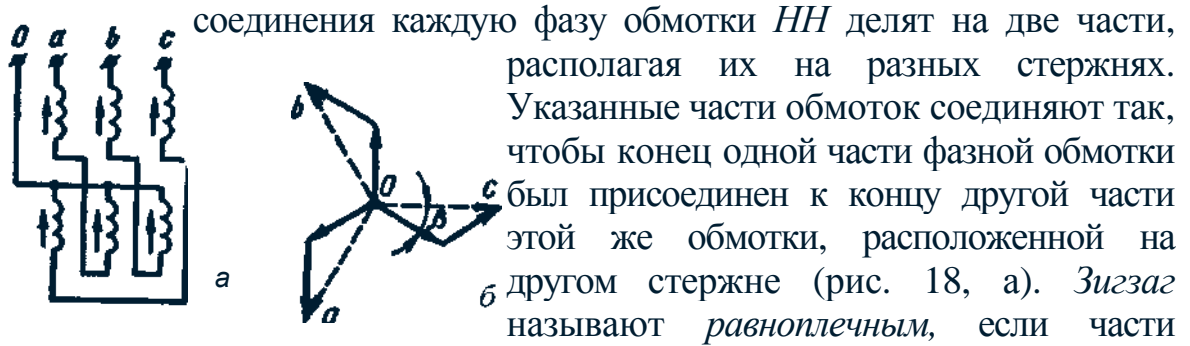 соединения каждую фазу обмотки НН делят на две части,
0 a b c
располагая их на разных стержнях.
Указанные части обмоток соединяют так,
чтобы конец одной части фазной обмотки
был присоединен к концу другой части
этой же обмотки, расположенной на
другом стержне (рис. 18, а). Зигзаг
называют равноплечным, если части
а
b
0
c
β
a
б